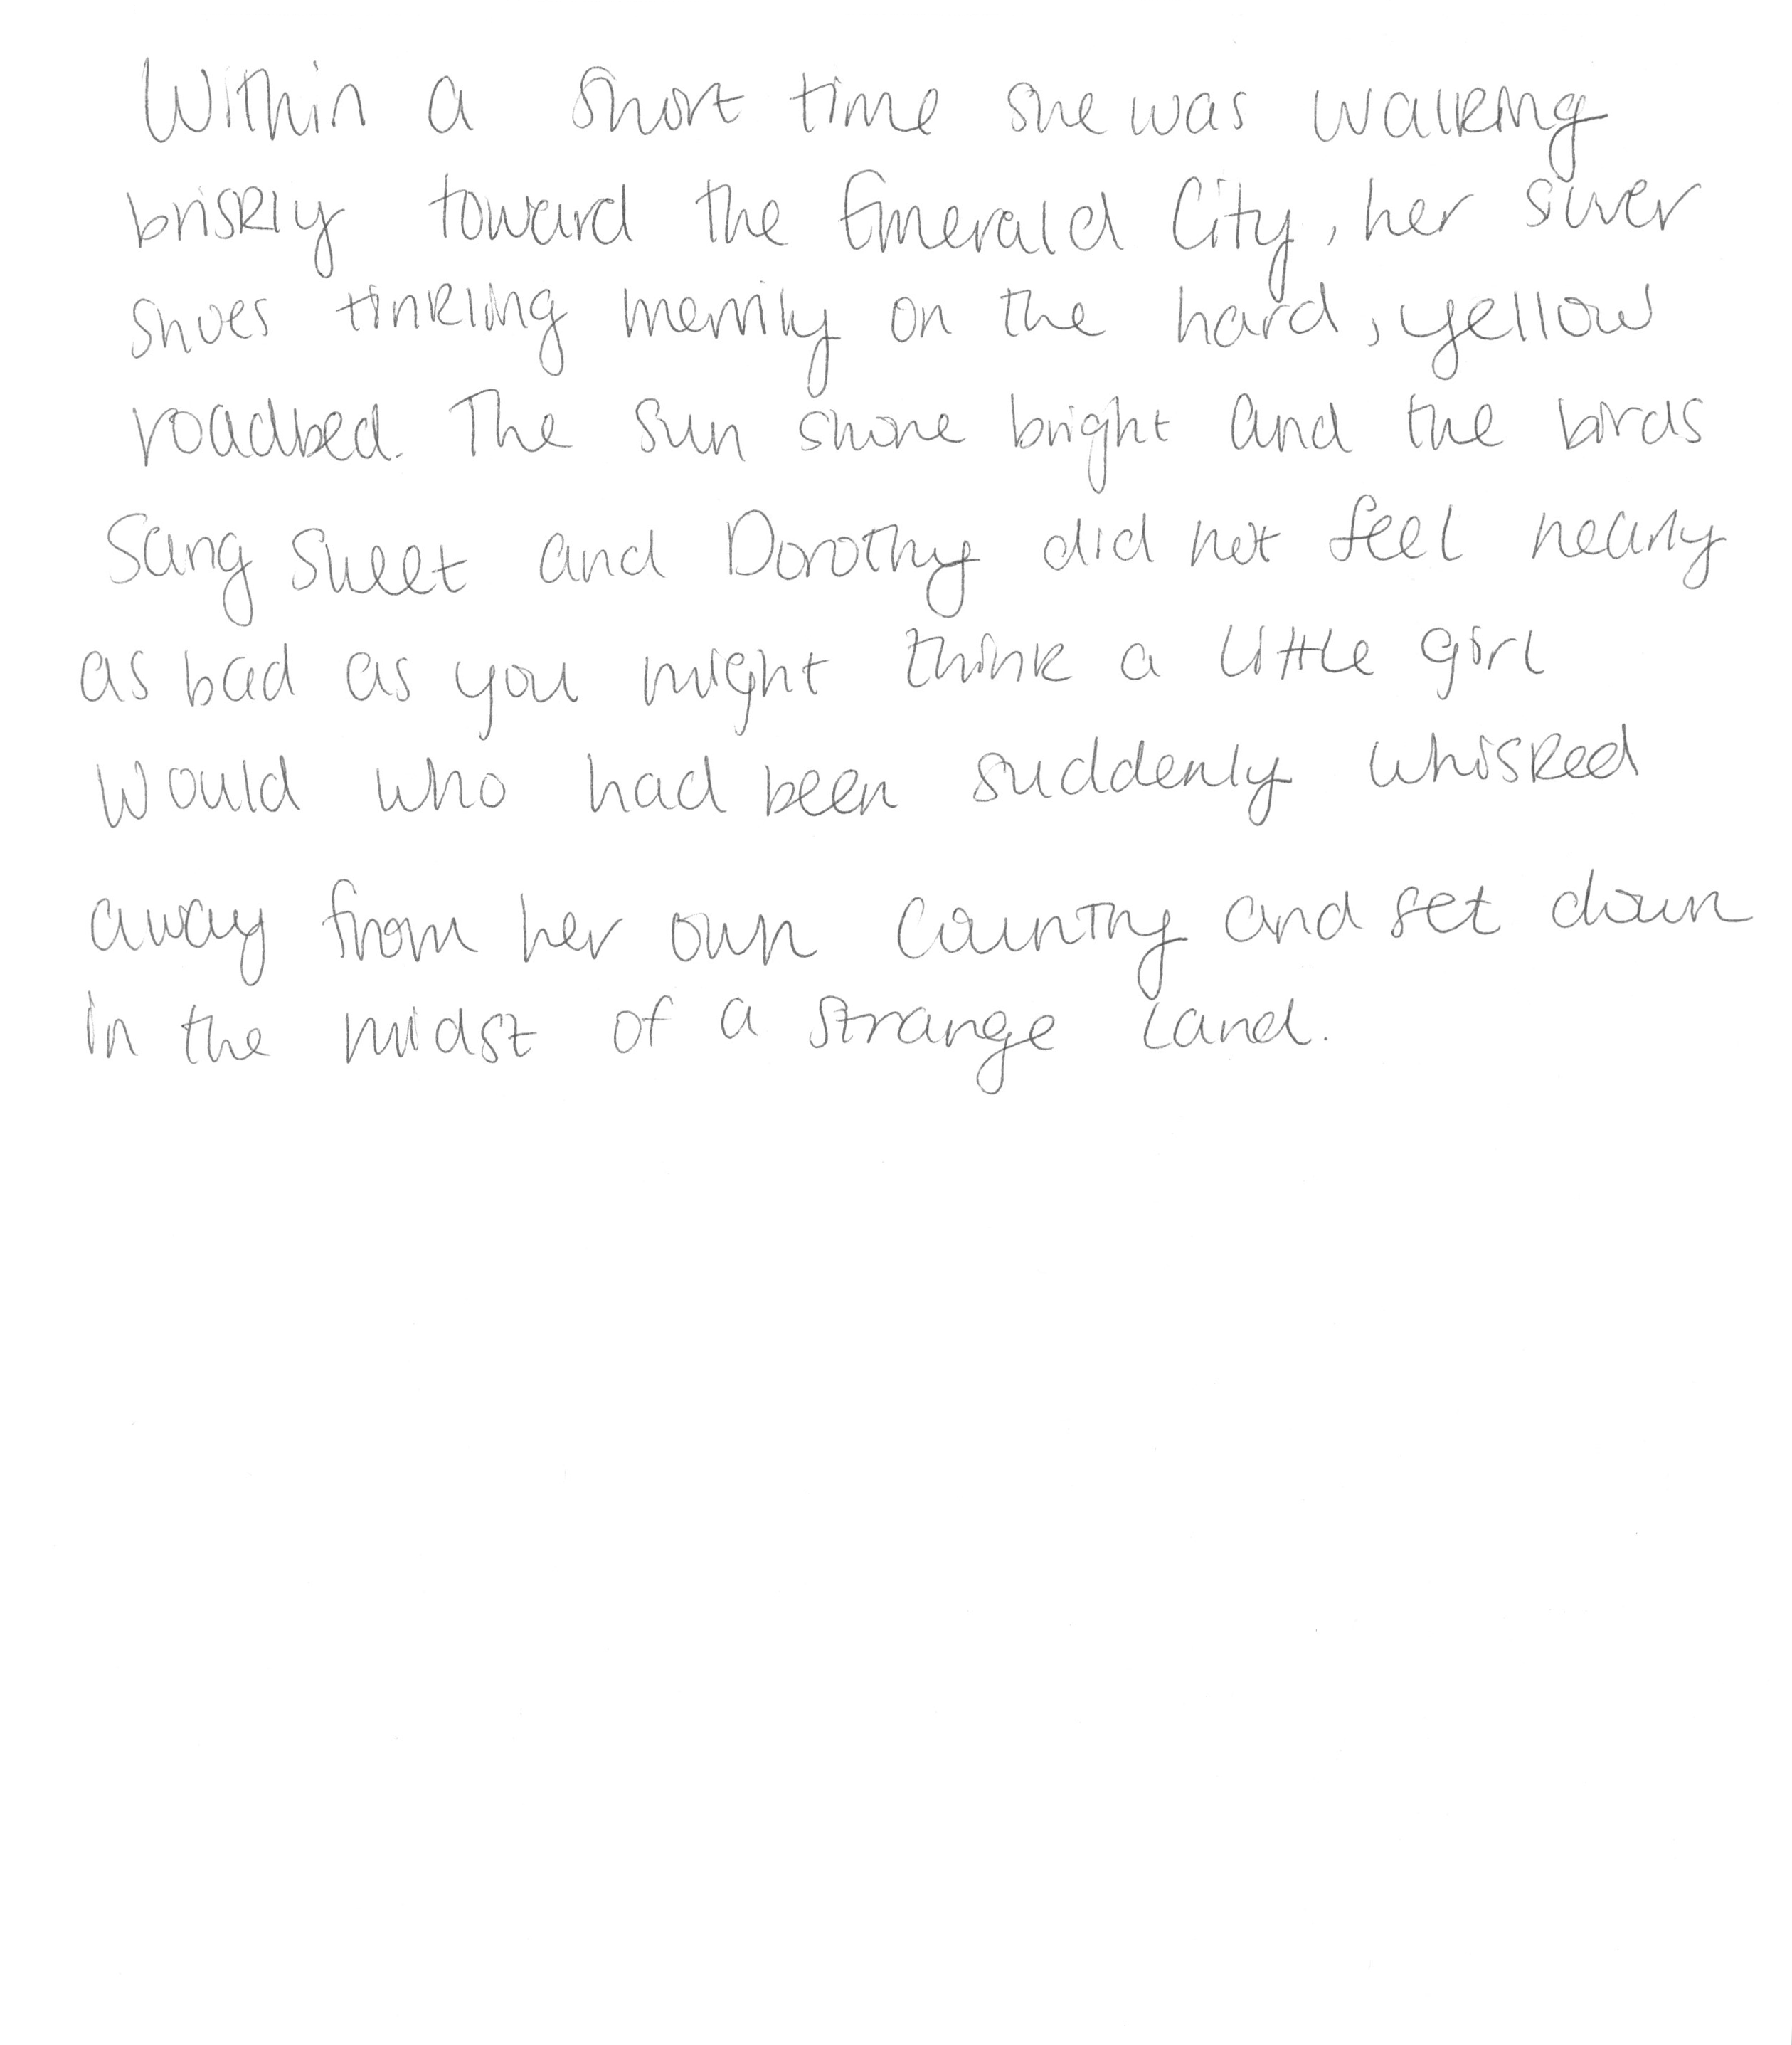 Within a short time she was walking
briskly toward the Emerald City, her silver
shoes tinkling merrily on the hard, yellow
roadbed. The sun shone bright and the birds
sang sweet and Dorothy did not feel nearly
as bad as you might think a little girl
would who had been suddenly whisked
away from her own country and set down
in the midst of a strange land.